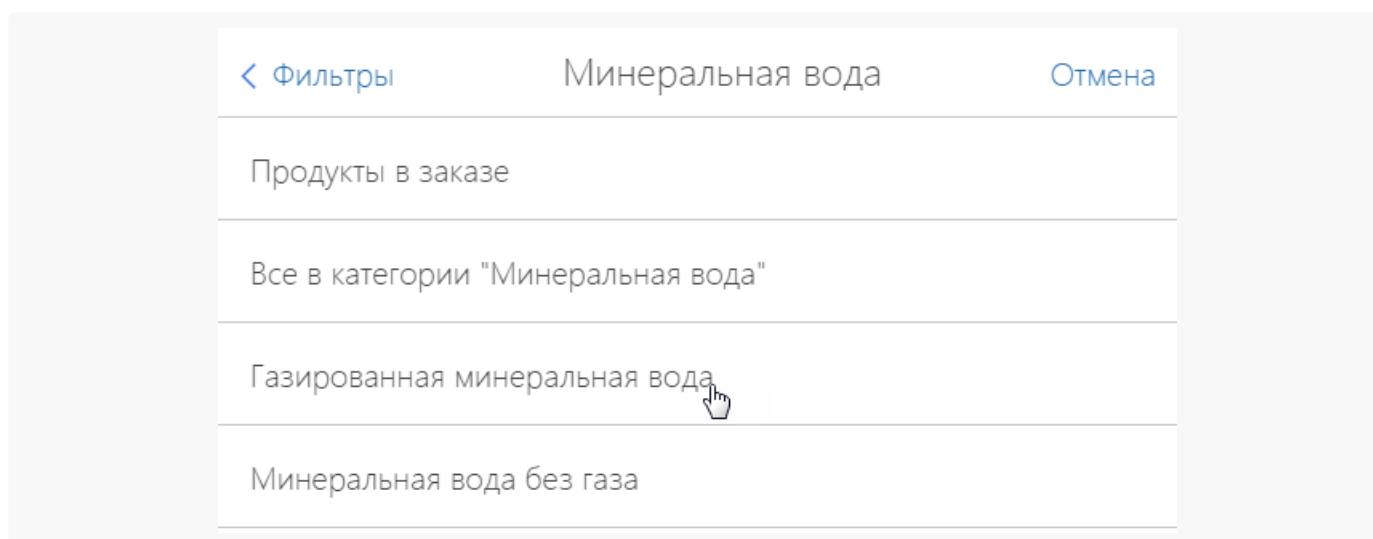 Фильтры Минеральная вода Отмена
Продукты в заказе
Все в категории "Минеральная вода"
Газированная минеральная вода
Минеральная вода без газа